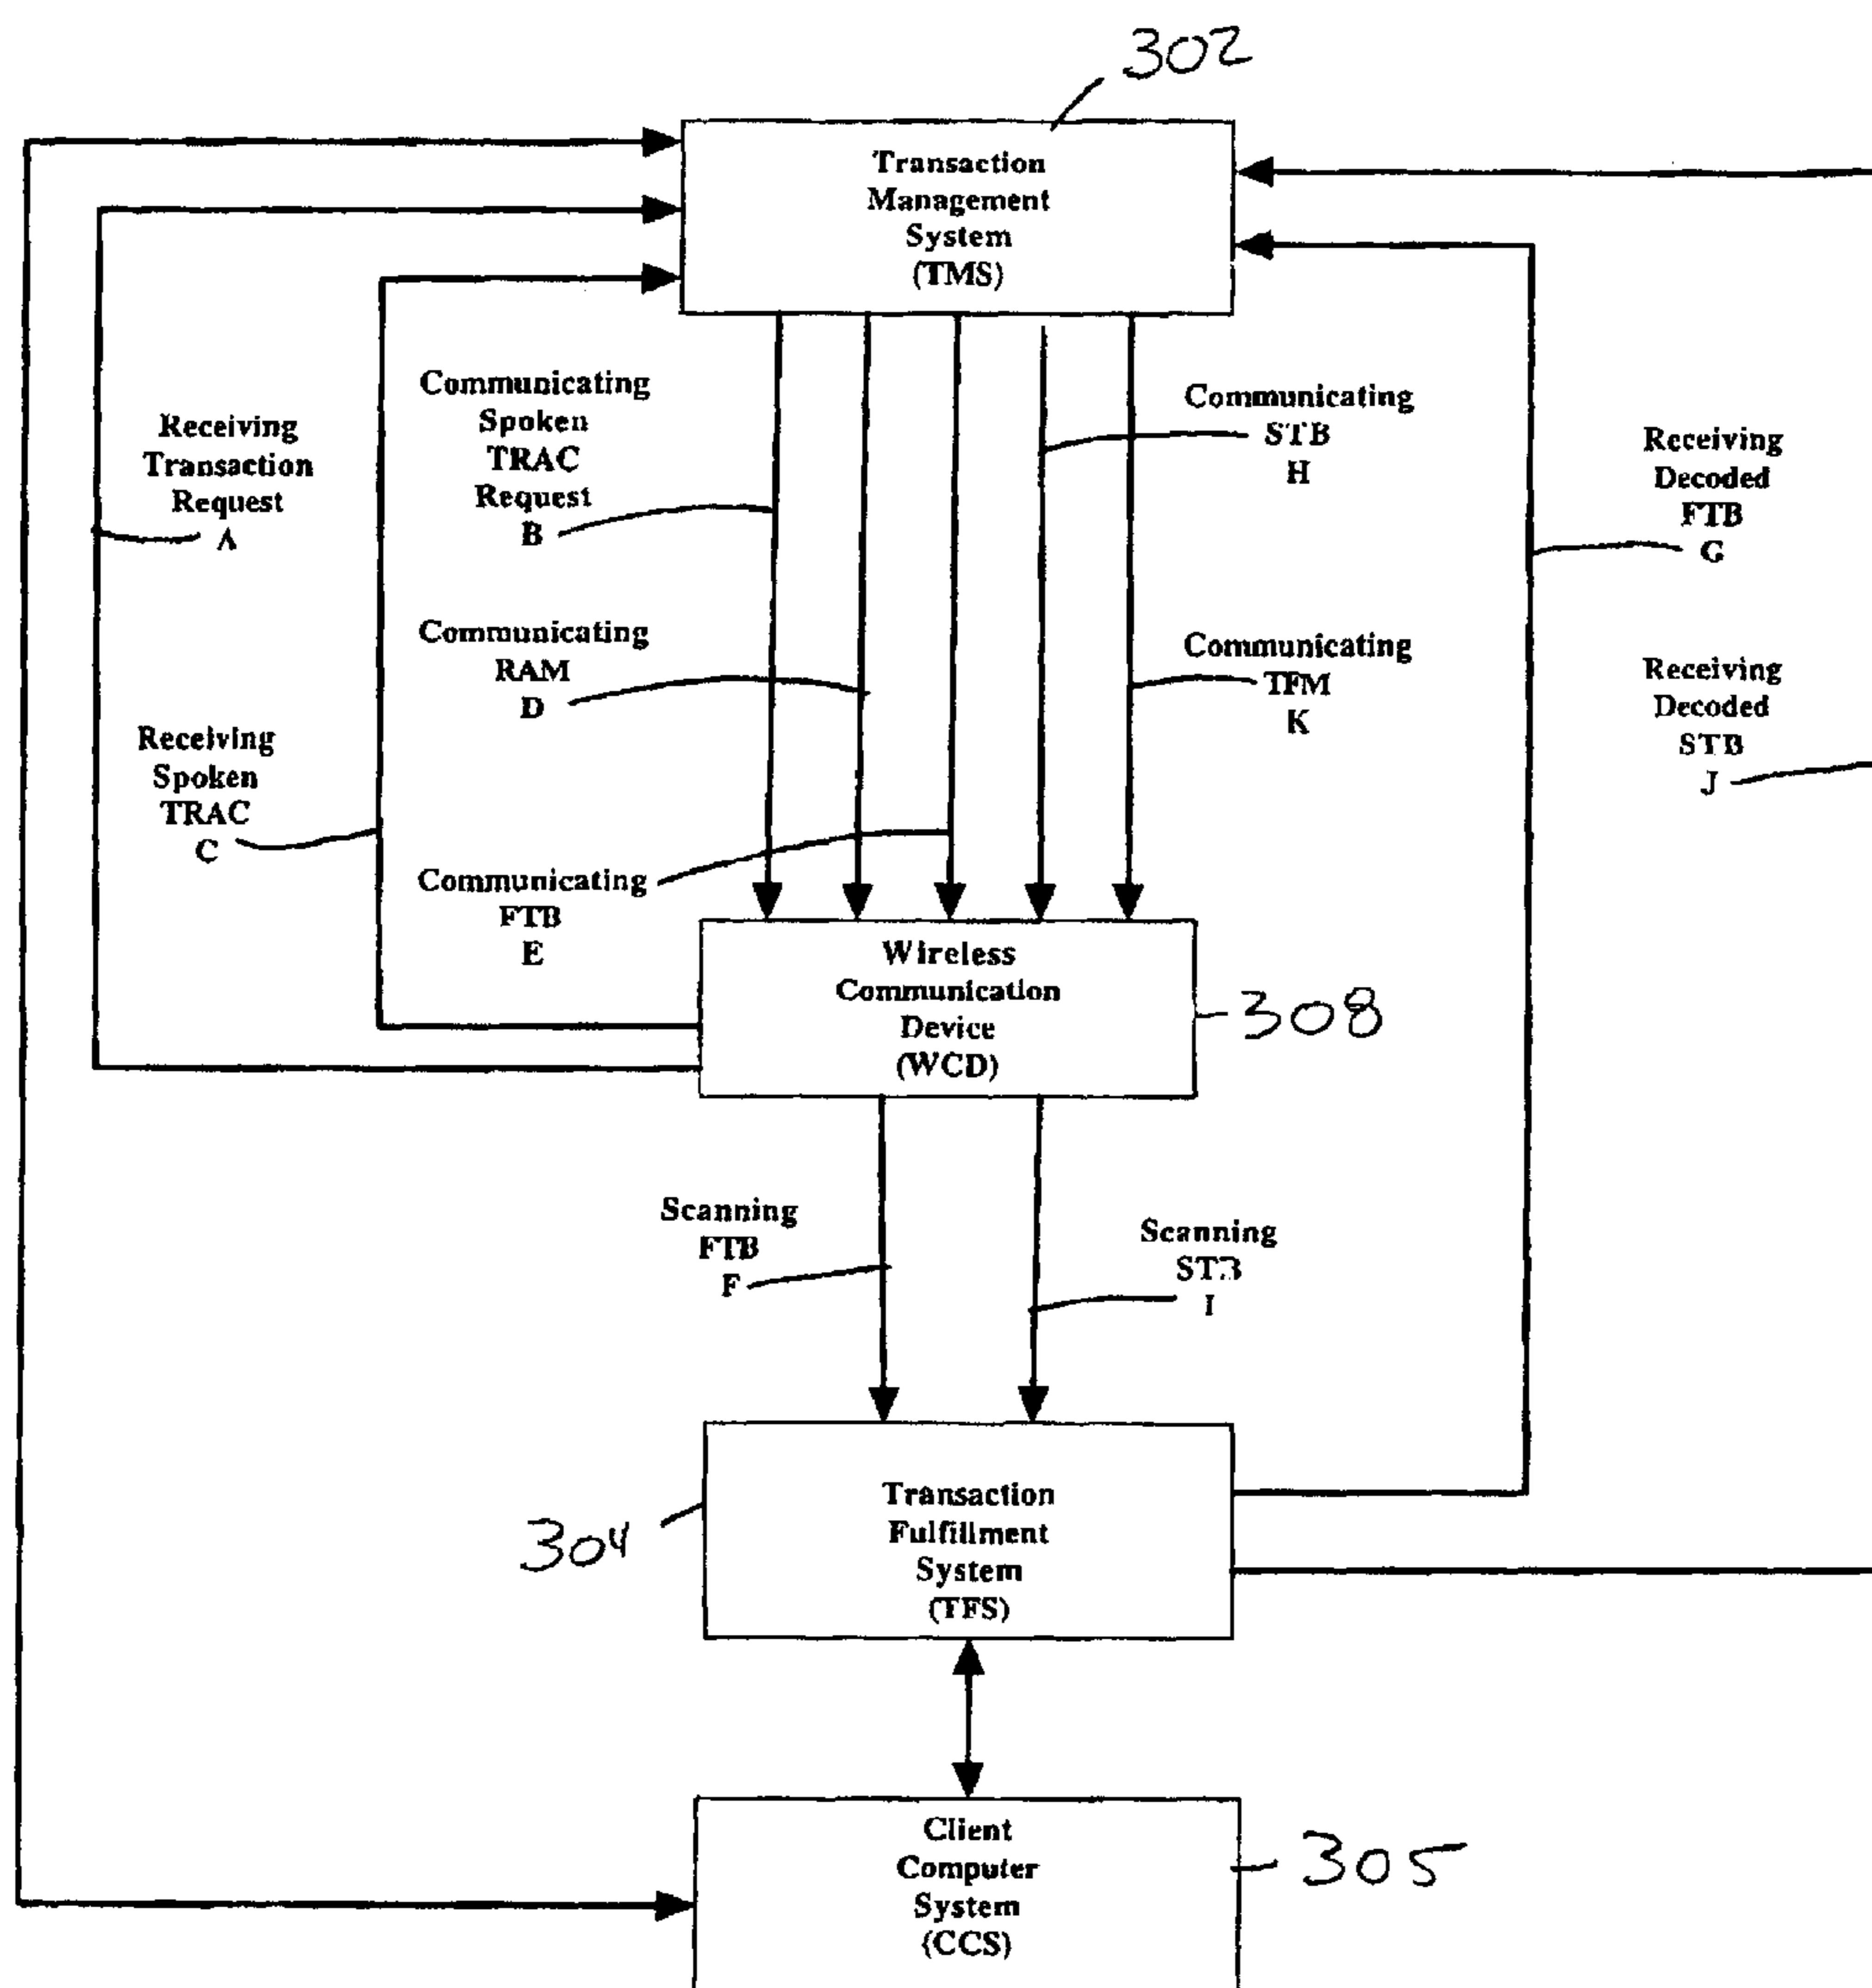 302
Transaction
Management
System
(TMS)
Receiving
Transaction
Request
A
Communicating
Spoken
TRAC
Request
B
Communicating
STB
H
Receiving
Decoded
FTB
G
Communicating
RAM
D
Communicating
TFM
K
Receiving
Decoded
STB
J
Receiving
Spoken
TRAC
C
Communicating
FTB
E
Wireless
Communication
Device
(WCD)
308
Scanning
FTB
F
Scanning
STB
I
304
Transaction
Fulfillment
System
(TFS)
Client
Computer
System
(CCS)
305